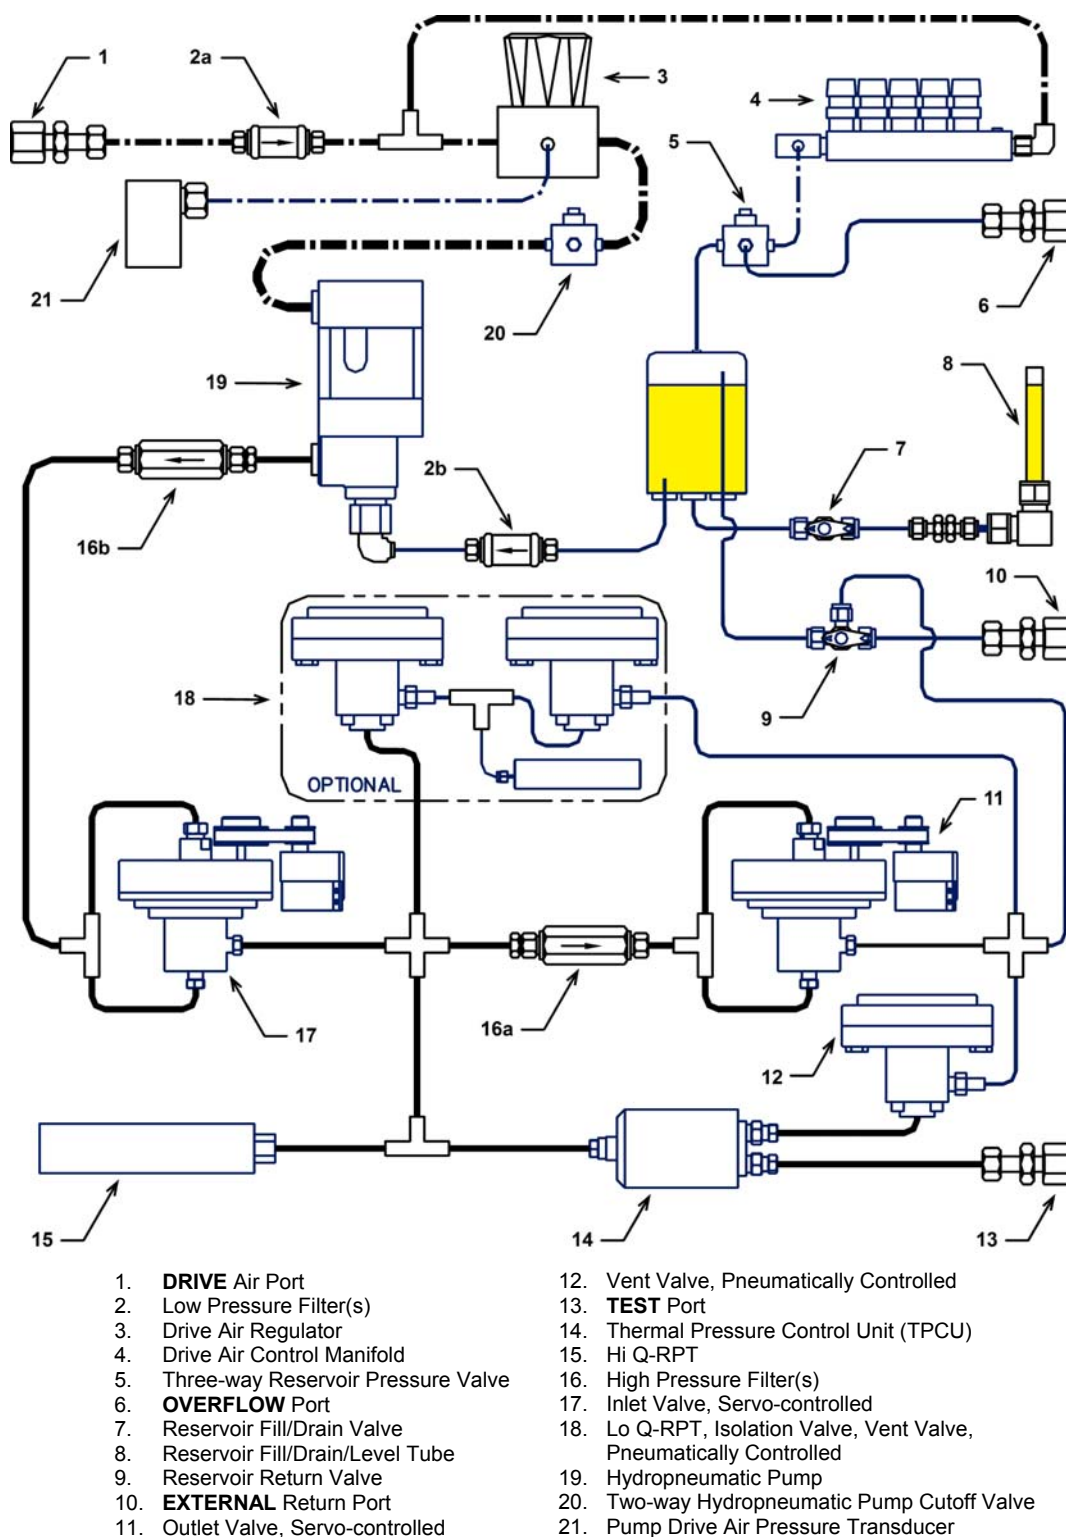 1
2a
3
4
5
6
21
20
19
8
7
2b
16b
10
9
18
OPTIONAL
11
17
16a
12
15
14
13
1. DRIVE Air Port
2. Low Pressure Filter(s)
3. Drive Air Regulator
4. Drive Air Control Manifold
5. Three-way Reservoir Pressure Valve
6. OVERFLOW Port
7. Reservoir Fill/Drain Valve
8. Reservoir Fill/Drain/Level Tube
9. Reservoir Return Valve
10. EXTERNAL Return Port
11. Outlet Valve, Servo-controlled
12. Vent Valve, Pneumatically Controlled
13. TEST Port
14. Thermal Pressure Control Unit (TPCU)
15. Hi Q-RPT
16. High Pressure Filter(s)
17. Inlet Valve, Servo-controlled
18. Lo Q-RPT, Isolation Valve, Vent Valve,
Pneumatically Controlled
19. Hydropneumatic Pump
20. Two-way Hydropneumatic Pump Cutoff Valve
21. Pump Drive Air Pressure Transducer